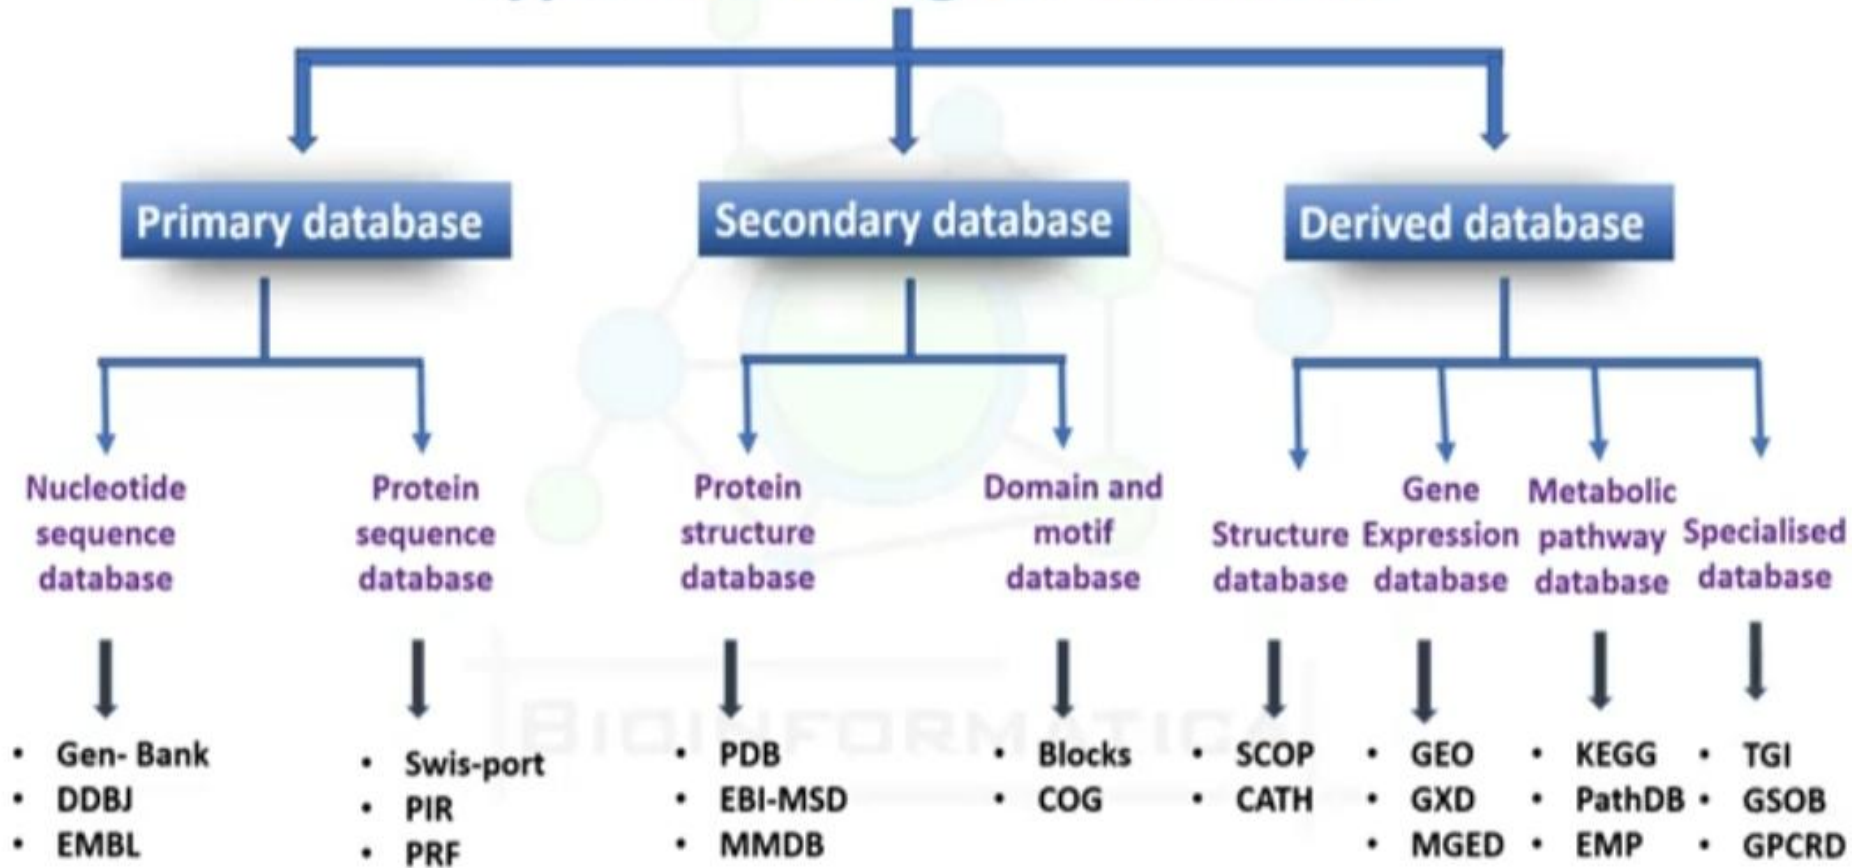 Primary database
Secondary database
Derived database
Nucleotide
sequence
database
Protein
sequence
database
Protein
structure
database
Domain and
motif
database
Structure
database
Gene
Expression
database
Metabolic
pathway
database
Specialised
database
• Gen- Bank
• DDBJ
• EMBL
• Swis-port
• PIR
• PRF
• PDB
• EBI-MSD
• MMDB
• Blocks
• COG
• SCOP
• CATH
• GEO
• GXD
• MGED
• KEGG
• PathDB
• EMP
• TGI
• GSOB
• GPCRD
BIOINFORMATICA